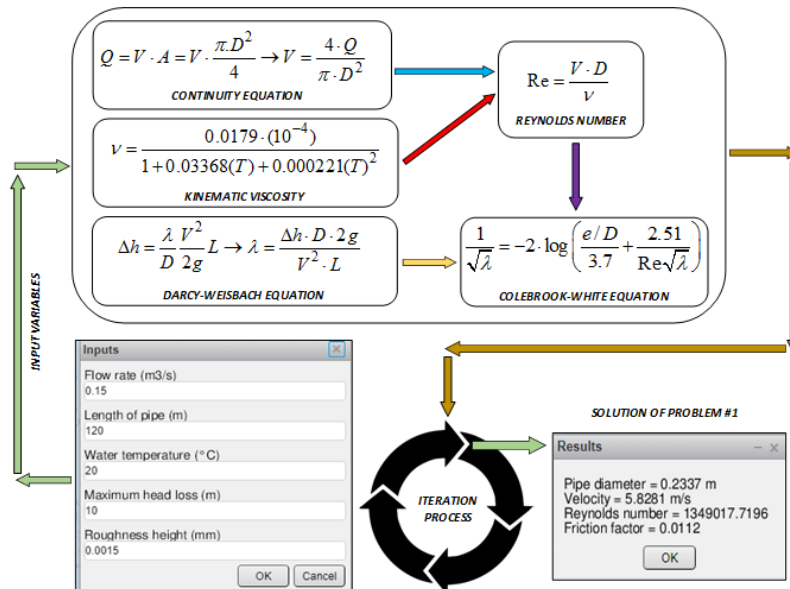 Q = V · A = V · π.D²/4 → V = 4 · Q/π · D²
CONTINUITY EQUATION
Re = V · D/ν
REYNOLDS NUMBER
ν = 0.0179 · (10⁻⁴)/1 + 0.03368(T) + 0.000221(T)²
KINEMATIC VISCOSITY
Δh = λ/D V²/2g L → λ = Δh · D · 2g/V² · L
DARCY-WEISBACH EQUATION
1/√λ = −2 · log(e/D/3.7 + 2.51/Re√λ)
COLEBROOK-WHITE EQUATION
INPUT VARIABLES
Inputs
Flow rate (m3/s)
0.15
Length of pipe (m)
120
Water temperature (°C)
20
Maximum head loss (m)
10
Roughness height (mm)
0.0015
OK Cancel
ITERATION
PROCESS
SOLUTION OF PROBLEM #1
Results
Pipe diameter = 0.2337 m
Velocity = 5.8281 m/s
Reynolds number = 1349017.7196
Friction factor = 0.0112
OK